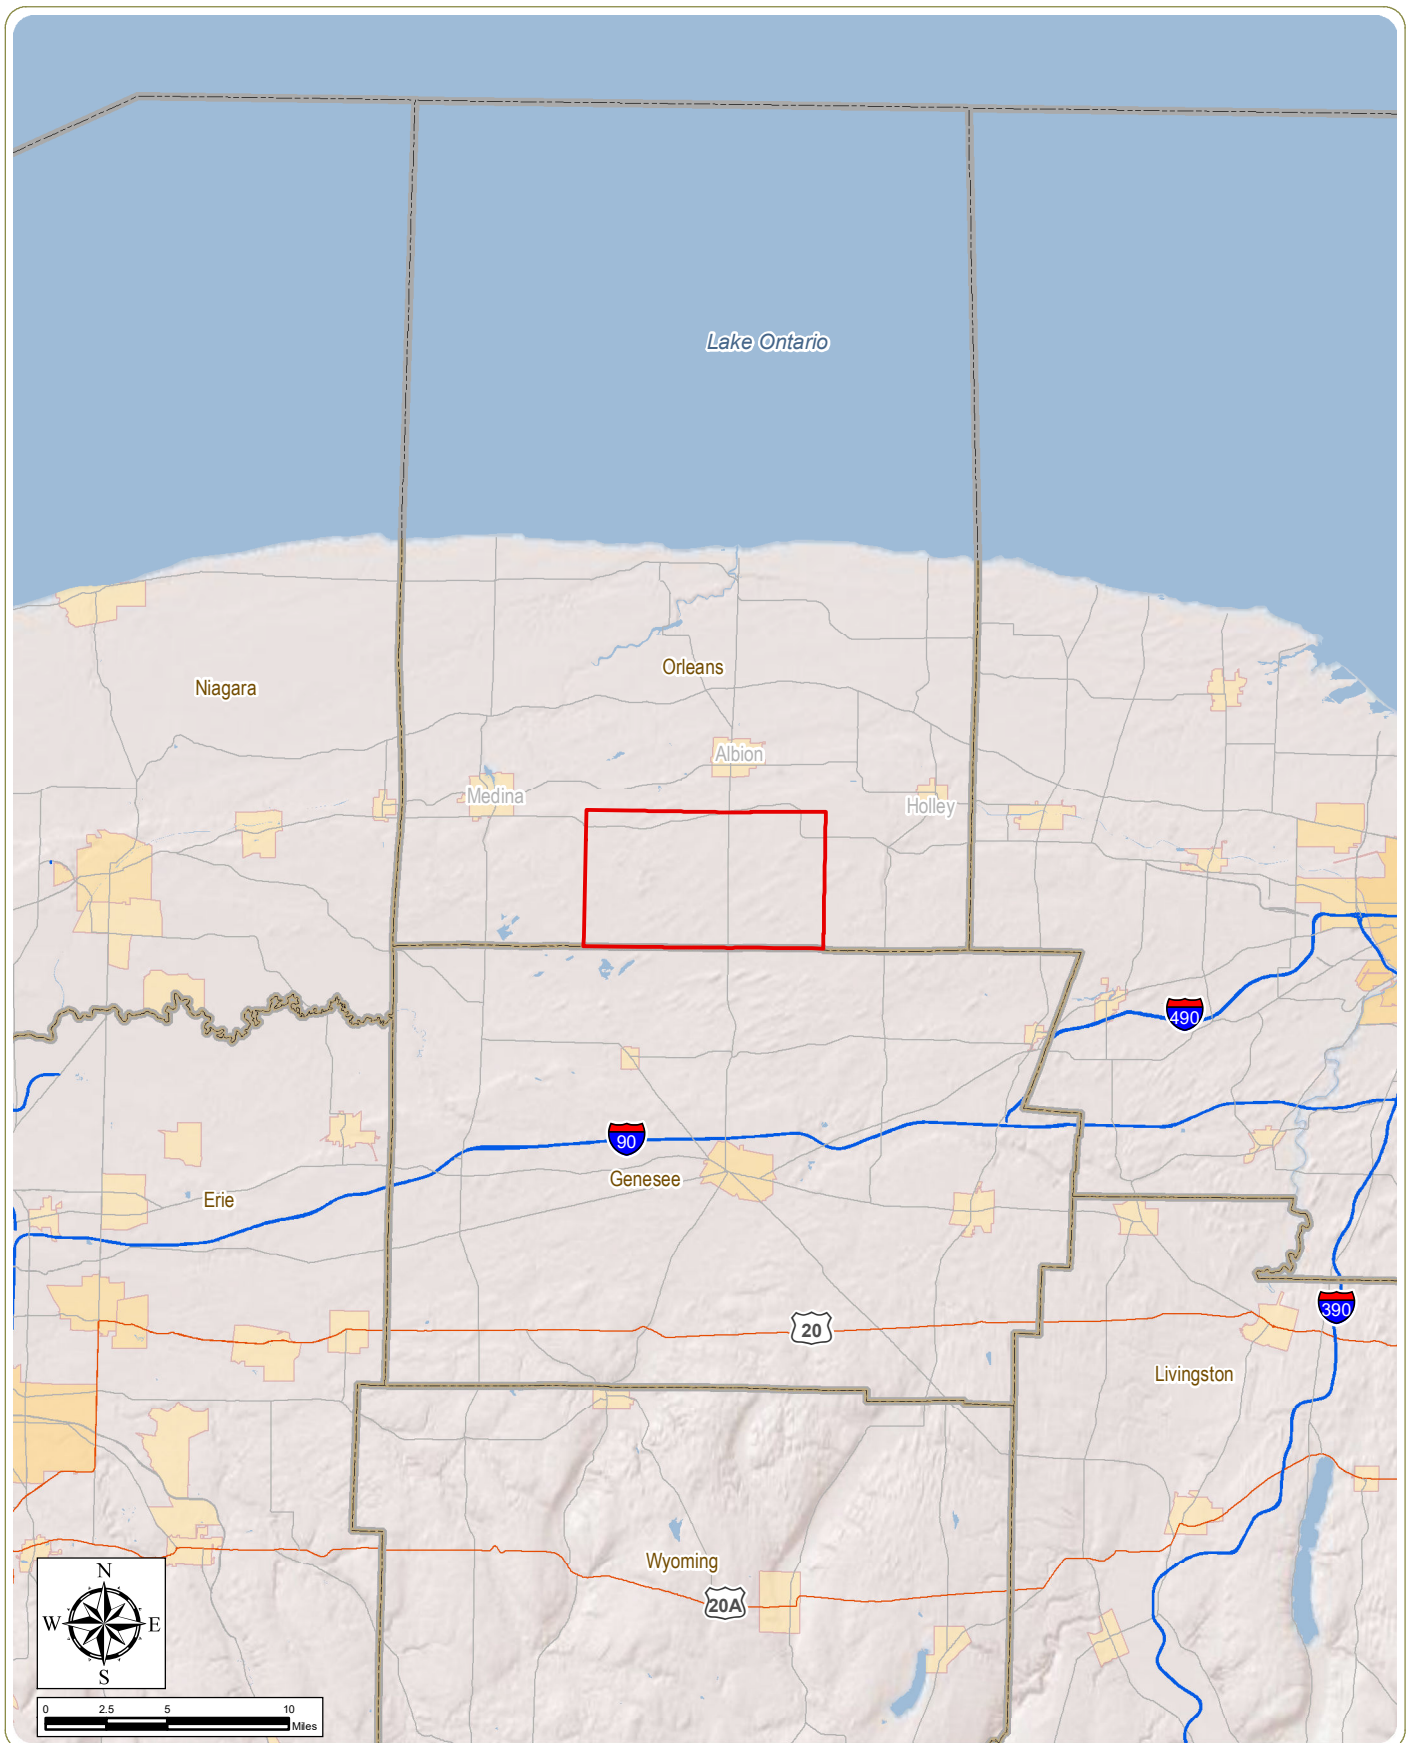 Lake Ontario
Orleans
Niagara
Albion
Medina
Holley
490
90
Genesee
Erie
390
20
Livingston
Wyoming
20A
N
W
E
S
0
2.5
5
10
Miles